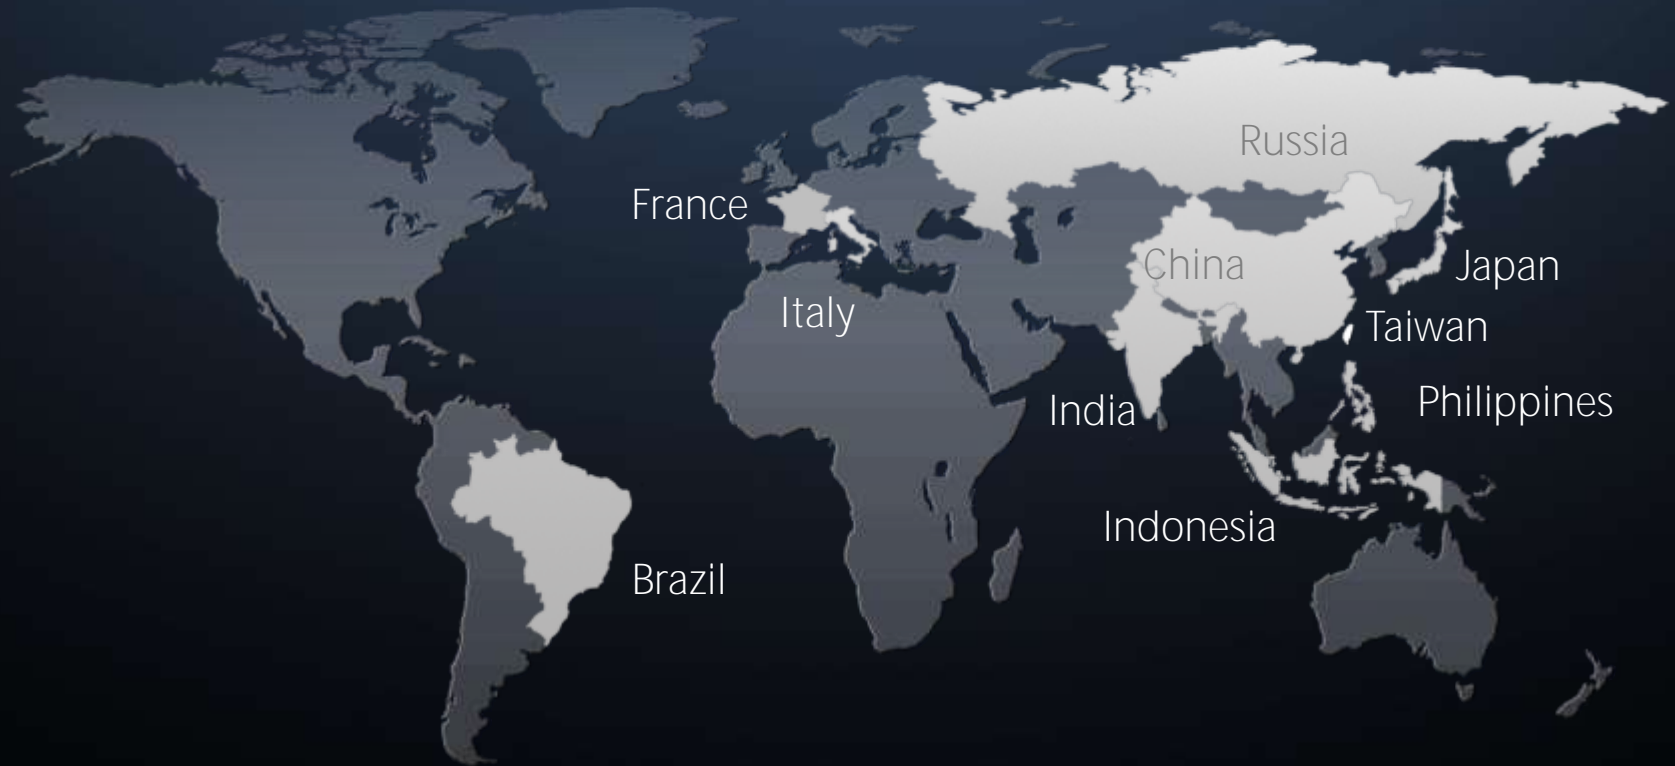 Russia
France
China
Japan
Italy
Taiwan
Philippines
India
Indonesia
Brazil